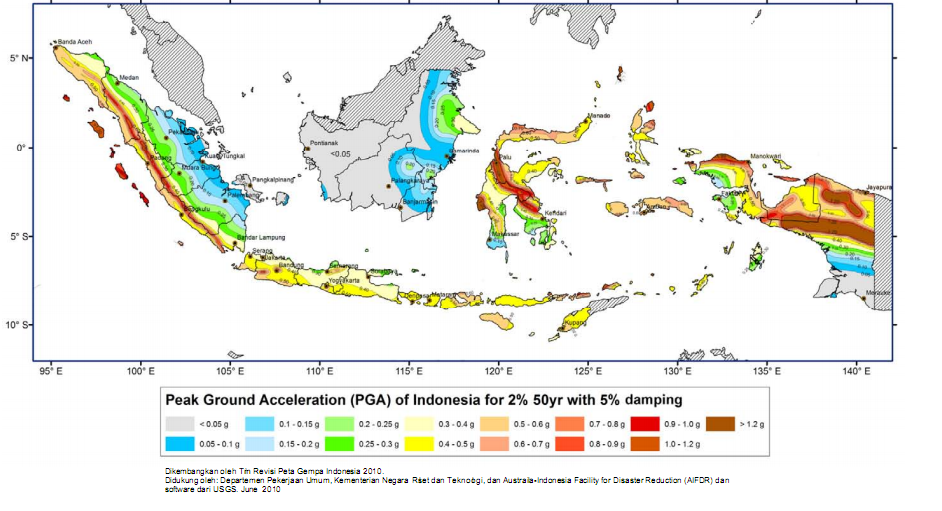 Banda Aceh
5° N
Medan
Manado
Pontianak
<0.05
0°
Manokwari
Padang
Palu
Muara Bungo
Pangkalpinang
Palangkaraya
Jayapura
Palembang
Banjarmasin
Kendari
5° S
Makassar
Bandar Lampung
Serang
Jakarta
Semarang
Bandung
Yogyakarta
Denpasar
Mataram
Merauke
10° S
Kupang
95° E
100° E
105° E
110° E
115° E
120° E
125° E
130° E
135° E
140° E
Peak Ground Acceleration (PGA) of Indonesia for 2% 50yr with 5% damping
< 0.05 g
0.1 - 0.15 g
0.2 - 0.25 g
0.3 - 0.4 g
0.5 - 0.6 g
0.7 - 0.8 g
0.9 - 1.0 g
> 1.2 g
0.05 - 0.1 g
0.15 - 0.2 g
0.25 - 0.3 g
0.4 - 0.5 g
0.6 - 0.7 g
0.8 - 0.9 g
1.0 - 1.2 g
Dikembangkan oleh Tim Revisi Peta Gempa Indonesia 2010.
Didukung oleh: Departemen Pekerjaan Umum, Kementerian Negara Riset dan Teknologi, dan Australia-Indonesia Facility for Disaster Reduction (AIFDR) dan
software dari USGS. June. 2010